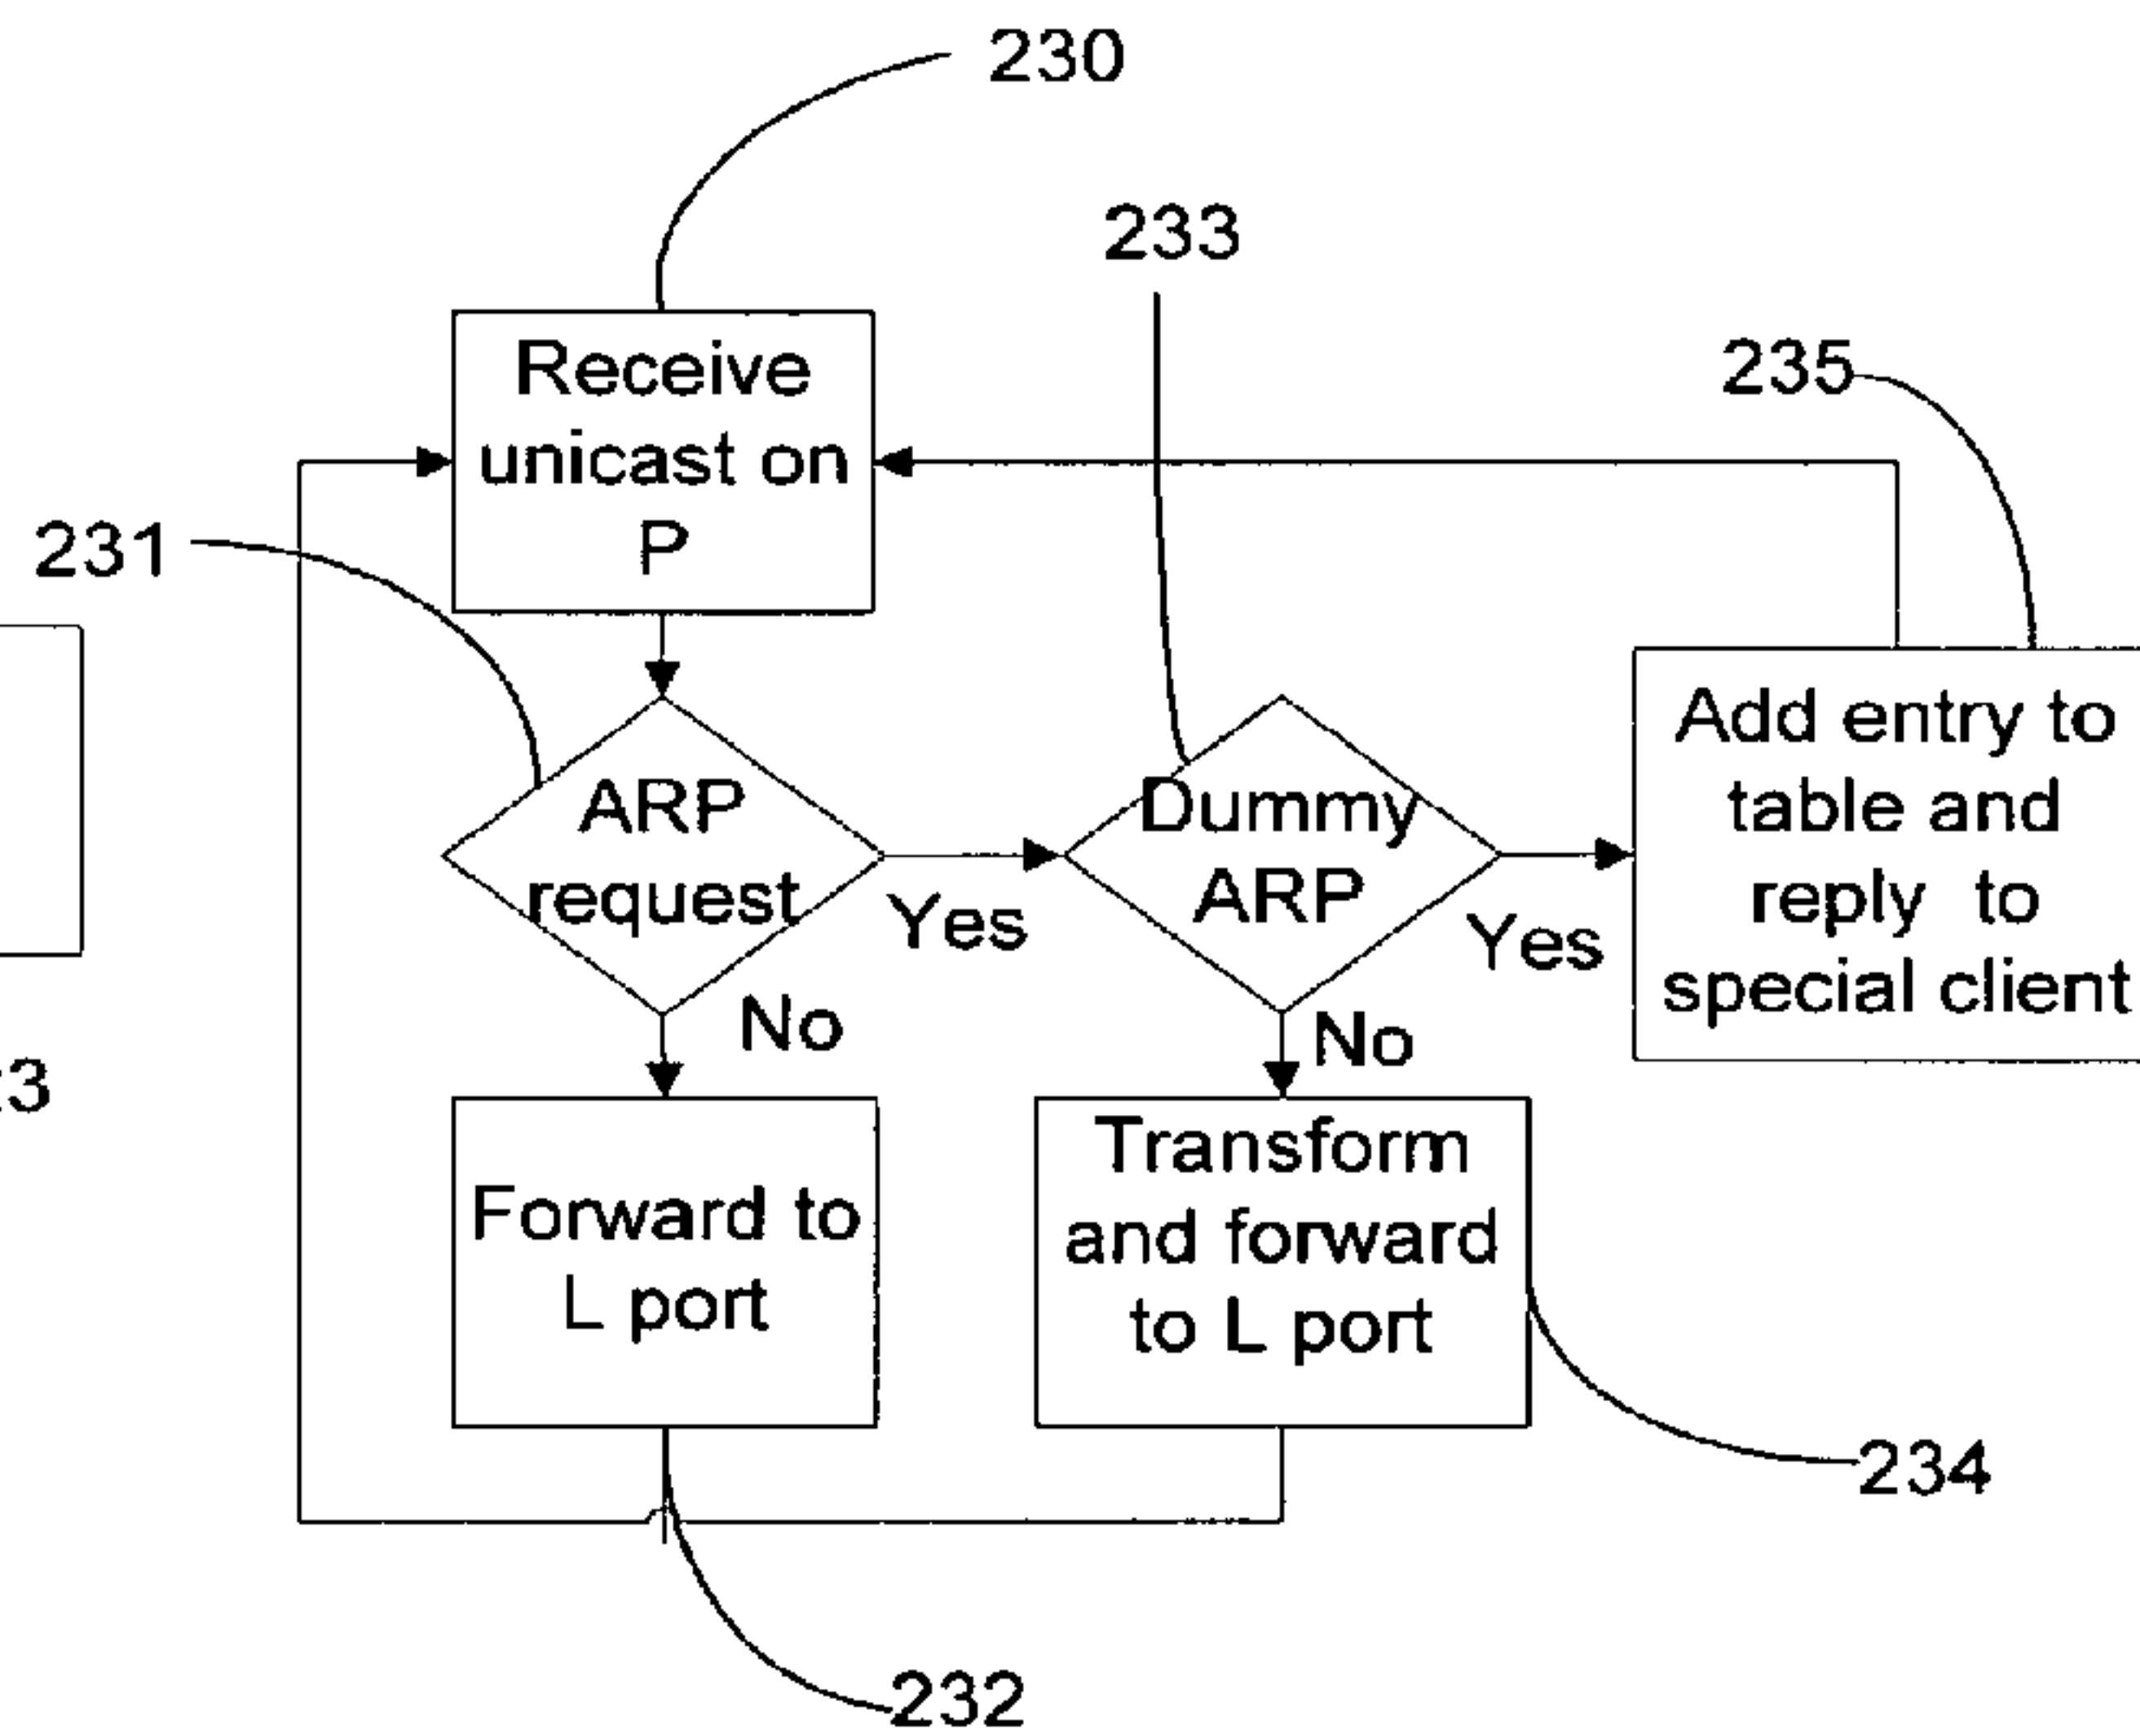 230
233
235
Receive
unicast on
P
231
ARP
request
Yes
No
Dummy
ARP
Yes
No
Add entry to
table and
reply to
special client
3
Forward to
L port
Transform
and forward
to L port
234
232